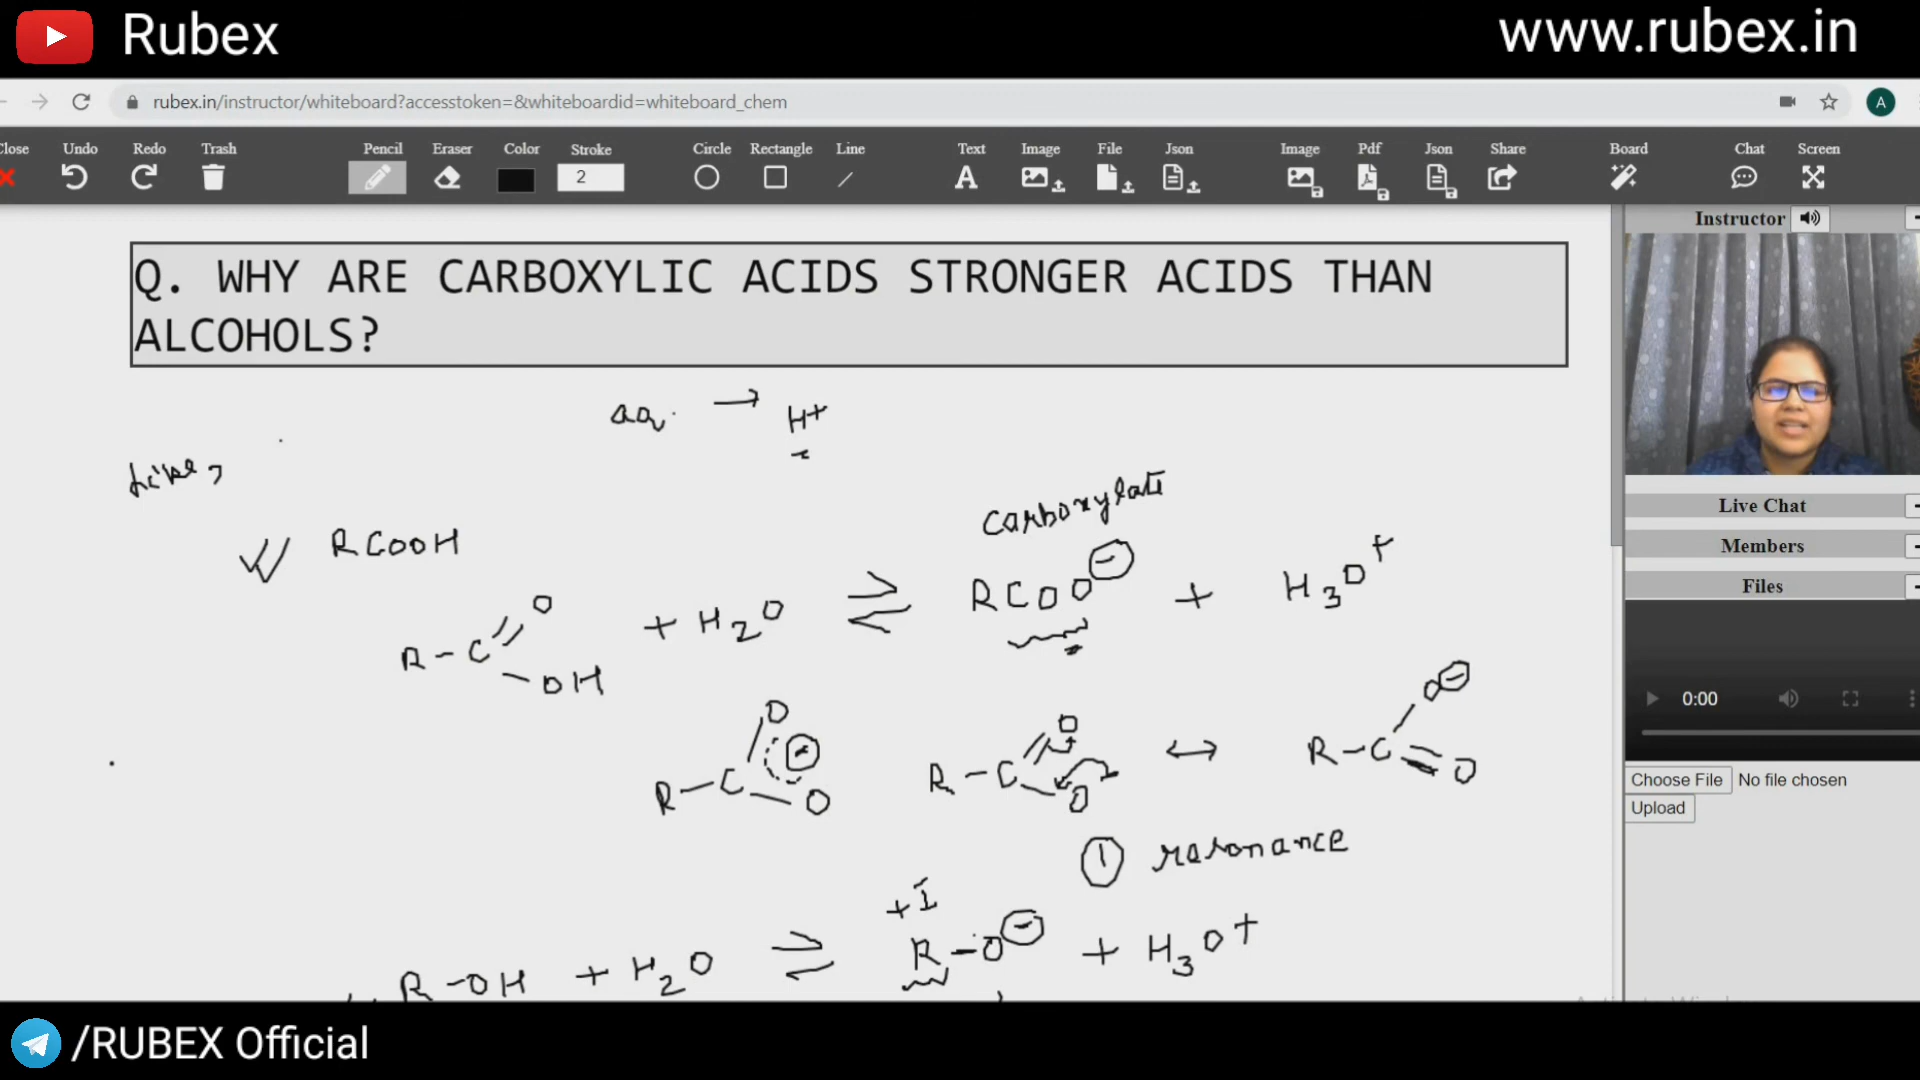 Rubex
www.rubex.in
rubex.in/instructor/whiteboard?accesstoken=&whiteboardid=whiteboard_chem
A
Close Undo Redo Trash Pencil Eraser Color Stroke Circle Rectangle Line Text Image File Json Image Pdf Json Share Board Chat Screen
2
A
Instructor
Q. WHY ARE CARBOXYLIC ACIDS STRONGER ACIDS THAN
ALCOHOLS?
aq. → H+
Like,
Carboxylate
RCOOH
R-C=O-OH + H2O ⇌ RCOO⊖ + H3O+
R-C O ⊖ O
R-C=O-O ↔ R-C-O⊖=O
① resonance
+I
R-OH + H2O ⇌ R-O⊖ + H3O+
Live Chat
Members
Files
0:00
Choose File No file chosen
Upload
/RUBEX Official